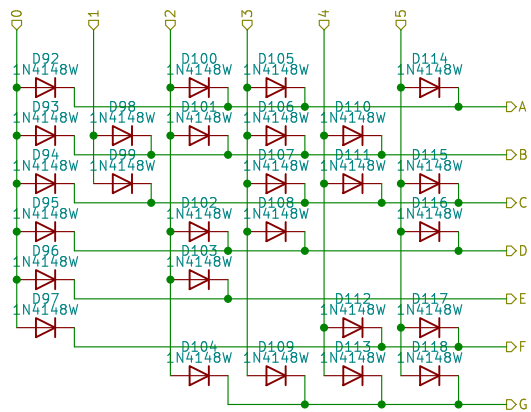 0 1 2 3 4 5
D92 D100 D105 D114
1N4148W 1N4148W 1N4148W 1N4148W
A
D93 D98 D101 D106 D110
1N4148W 1N4148W 1N4148W 1N4148W 1N4148W
B
D94 D99 D107 D111 D115
1N4148W 1N4148W 1N4148W 1N4148W 1N4148W
C
D95 D102 D108 D116
1N4148W 1N4148W 1N4148W 1N4148W
D
D96 D103
1N4148W 1N4148W
E
D97 D112 D117
1N4148W 1N4148W 1N4148W
F
D104 D109 D113 D118
1N4148W 1N4148W 1N4148W 1N4148W
G